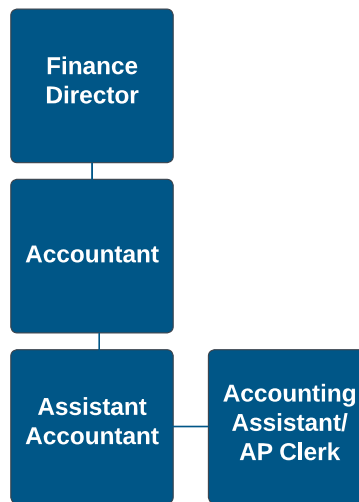 Finance
Director
Accountant
Assistant
Accountant
Accounting
Assistant/
AP Clerk